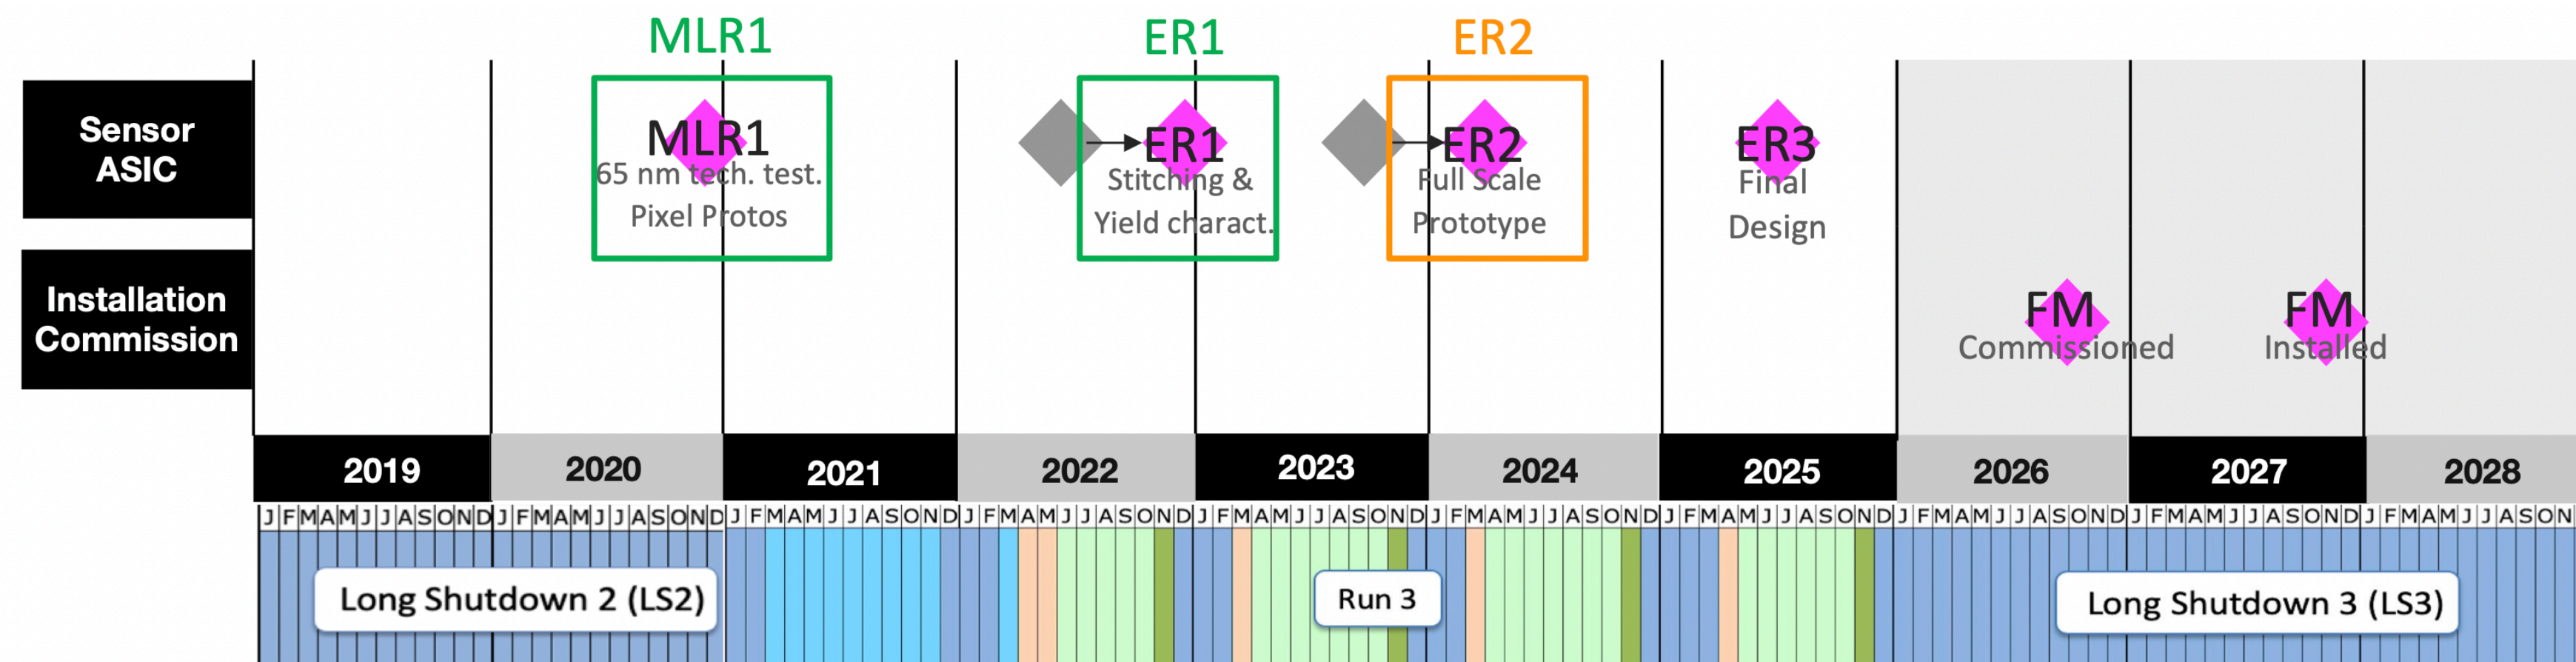 MLR1
ER1
ER2
Sensor
ASIC
MLR1
65 nm tech. test.
Pixel Protos
ER1
Stitching &
Yield charact.
ER2
Full Scale
Prototype
ER3
Final
Design
Installation
Commission
FM
Commissioned
FM
Installed
2019 2020 2021 2022 2023 2024 2025 2026 2027 2028
J F M A M J J A S O N D J F M A M J J A S O N D J F M A M J J A S O N D J F M A M J J A S O N D J F M A M J J A S O N D J F M A M J J A S O N D J F M A M J J A S O N D J F M A M J J A S O N D J F M A M J J A S O N D J F M A M J J A S O N
Long Shutdown 2 (LS2)
Run 3
Long Shutdown 3 (LS3)